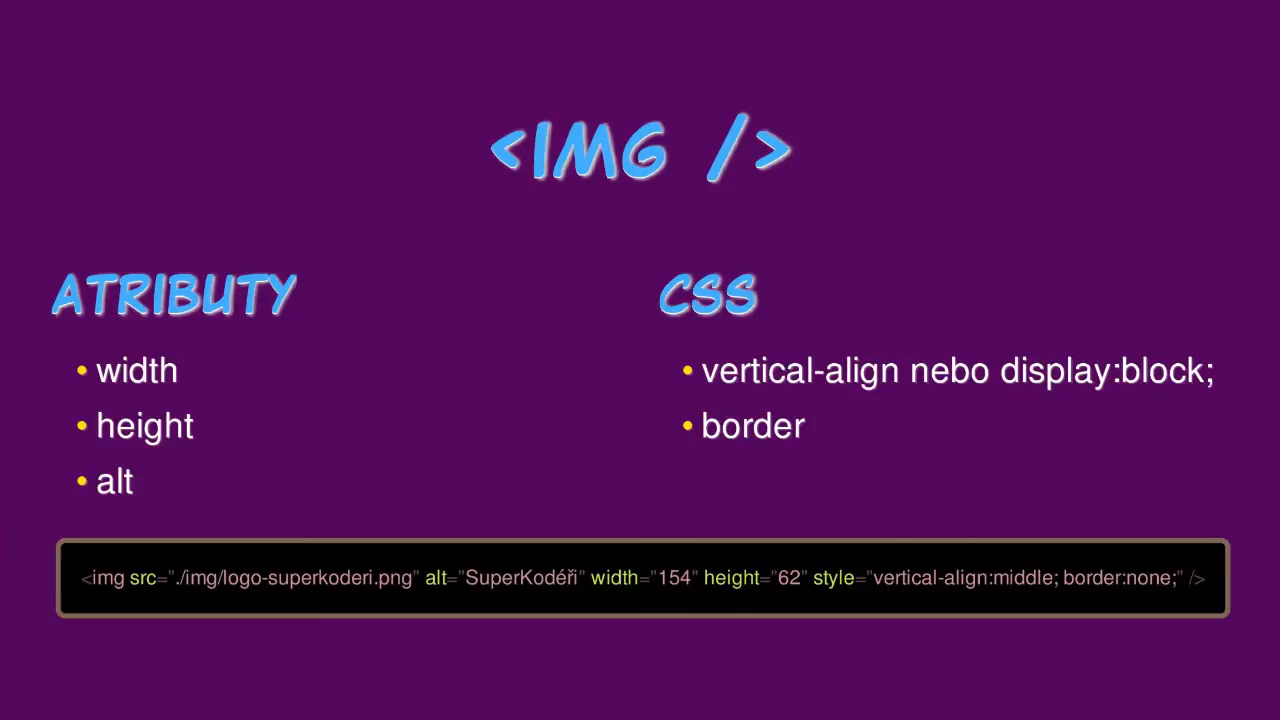 <IMG />
ATRIBUTY
• width
• height
• alt
CSS
• vertical-align nebo display:block;
• border
<img src="./img/logo-superkoderi.png" alt="SuperKodéři" width="154" height="62" style="vertical-align:middle; border:none;" />